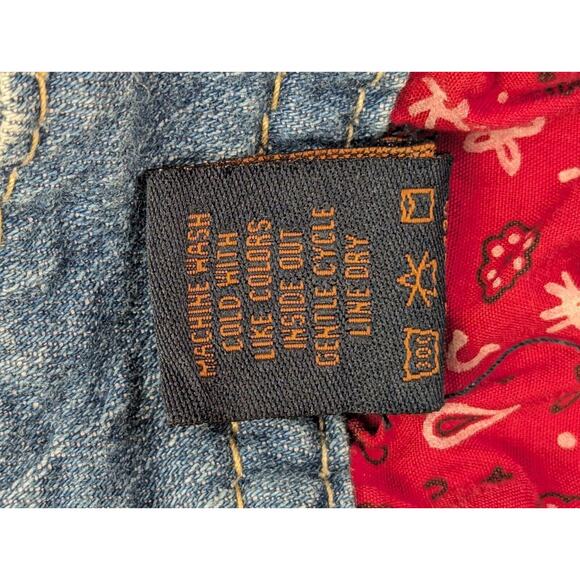 MACHINE WASH
COLD WITH
LIKE COLORS
INSIDE OUT
GENTLE CYCLE
LINE DRY